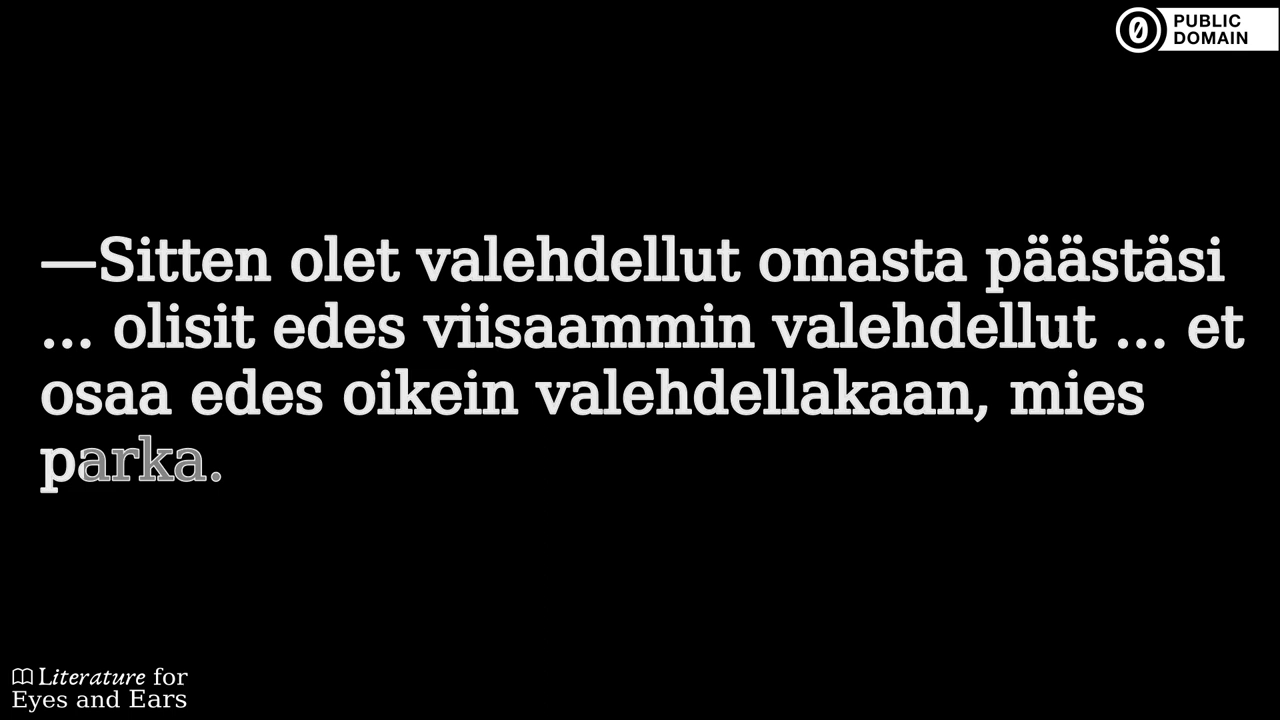 PUBLIC
DOMAIN
—Sitten olet valehdellut omasta päästäsi
... olisit edes viisaammin valehdellut ... et
osaa edes oikein valehdellakaan, mies
parka.
Literature for
Eyes and Ears